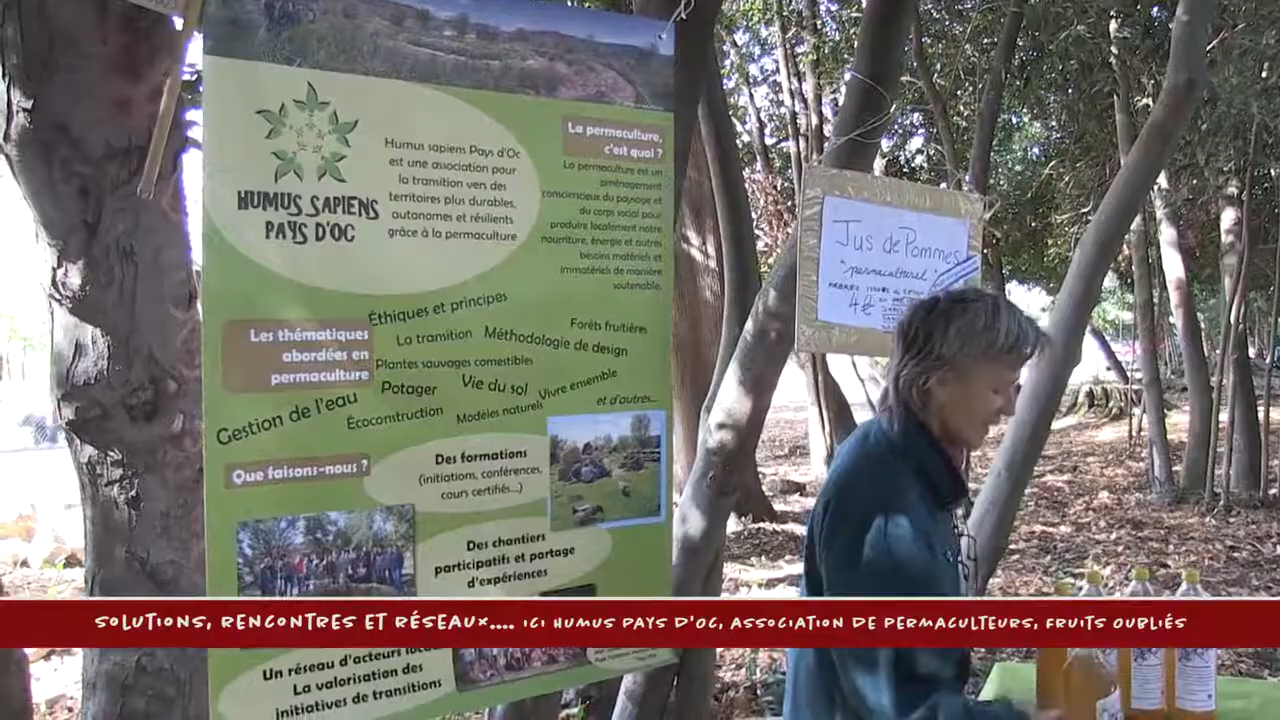 HUMUS SAPIENS
PAYS D'OC
Humus sapiens Pays d'Oc
est une association pour
la transition vers des
territoires plus durables,
autonomes et résilients
grâce à la permaculture
La permaculture,
c'est quoi ?
La permaculture est un
aménagement
consciencieux du paysage et
du corps social pour
produire localement notre
nourriture, énergie et autres
besoins matériels et
immatériels de manière
soutenable.
Les thématiques
abordées en
permaculture
Éthiques et principes
La transition
Méthodologie de design
Forêts fruitières
Plantes sauvages comestibles
Potager
Vie du sol
Vivre ensemble
Gestion de l'eau
Écoconstruction
Modèles naturels
et d'autres...
Que faisons-nous ?
Des formations
(initiations, conférences,
cours certifiés...)
Des chantiers
participatifs et partage
d'expériences
Un réseau d'acteurs
La valorisation des
initiatives de transitions
Jus de Pommes
"permaculturel"
4€
SOLUTIONS, RENCONTRES ET RÉSEAUX.... ICI HUMUS PAYS D'OC, ASSOCIATION DE PERMACULTEURS, FRUITS OUBLIÉS